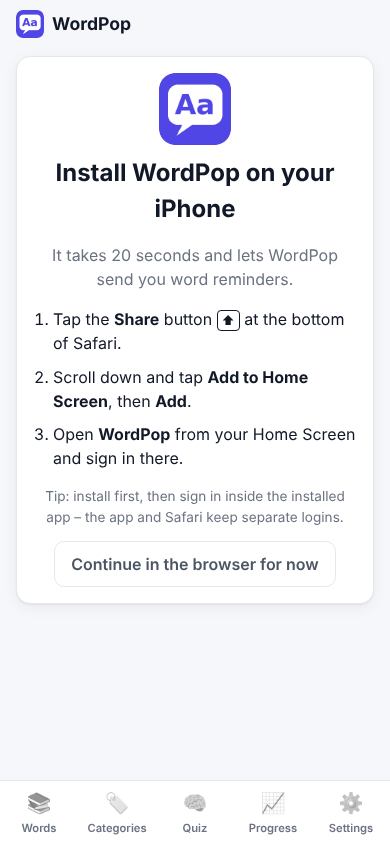 Aa WordPop
Aa
Install WordPop on your
iPhone
It takes 20 seconds and lets WordPop
send you word reminders.
1. Tap the Share button ⬆ at the bottom
of Safari.
2. Scroll down and tap Add to Home
Screen, then Add.
3. Open WordPop from your Home Screen
and sign in there.
Tip: install first, then sign in inside the installed
app – the app and Safari keep separate logins.
Continue in the browser for now
Words Categories Quiz Progress Settings